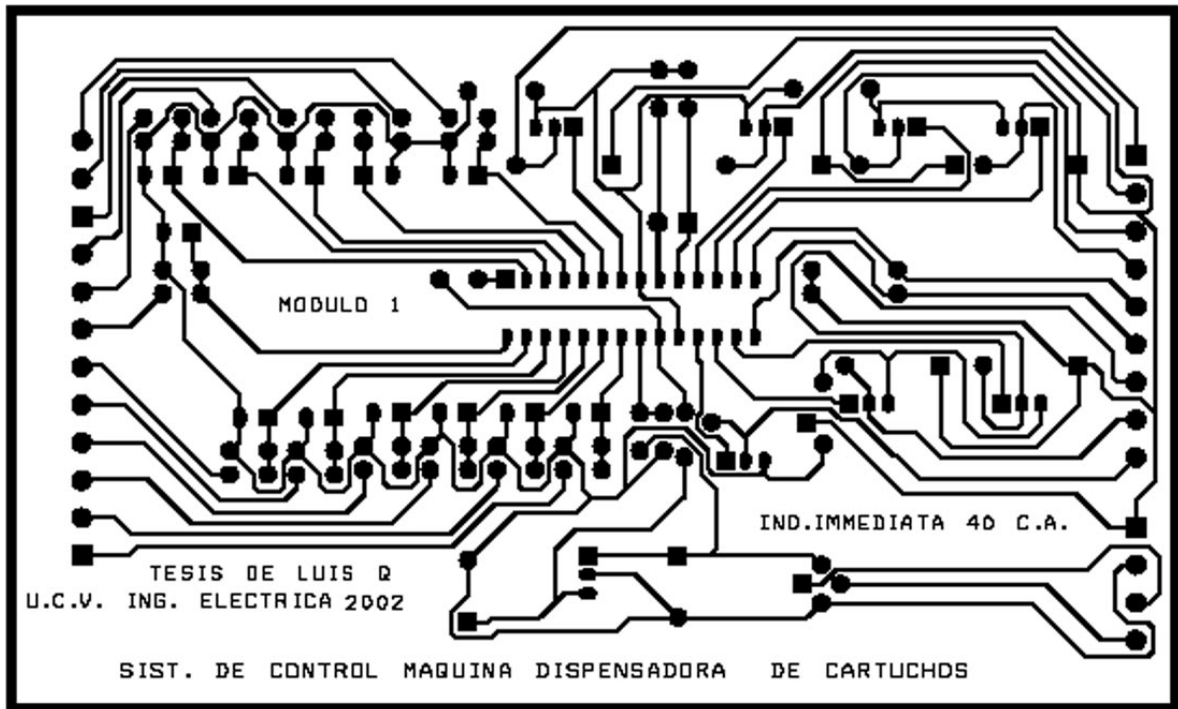 MODULO 1
IND.IMMEDIATA 4D C.A.
TESIS DE LUIS Q
U.C.V. ING. ELECTRICA 2002
SIST. DE CONTROL MAQUINA DISPENSADORA DE CARTUCHOS